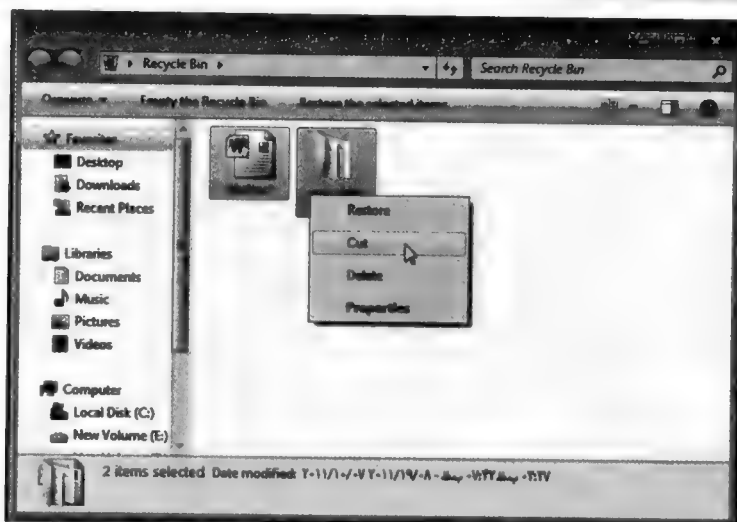 Recycle Bin
Search Recycle Bin
Organize Empty the Recycle Bin Restore the selected items
Favorites
Desktop
Downloads
Recent Places
Libraries
Documents
Music
Pictures
Videos
Computer
Local Disk (C:)
New Volume (E:)
Restore
Cut
Delete
Properties
2 items selected Date modified: